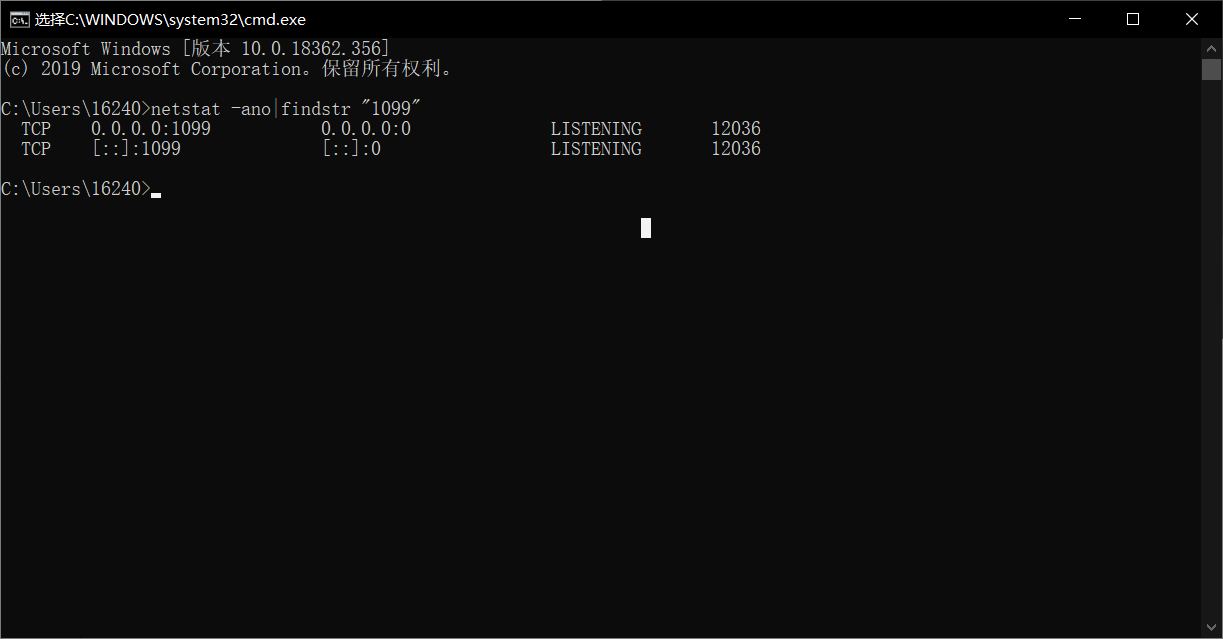 选择C:\WINDOWS\system32\cmd.exe
Microsoft Windows [版本 10.0.18362.356]
(c) 2019 Microsoft Corporation。保留所有权利。
C:\Users\16240>netstat -ano|findstr "1099"
TCP    0.0.0.0:1099           0.0.0.0:0              LISTENING       12036
TCP    [::]:1099              [::]:0                 LISTENING       12036
C:\Users\16240>